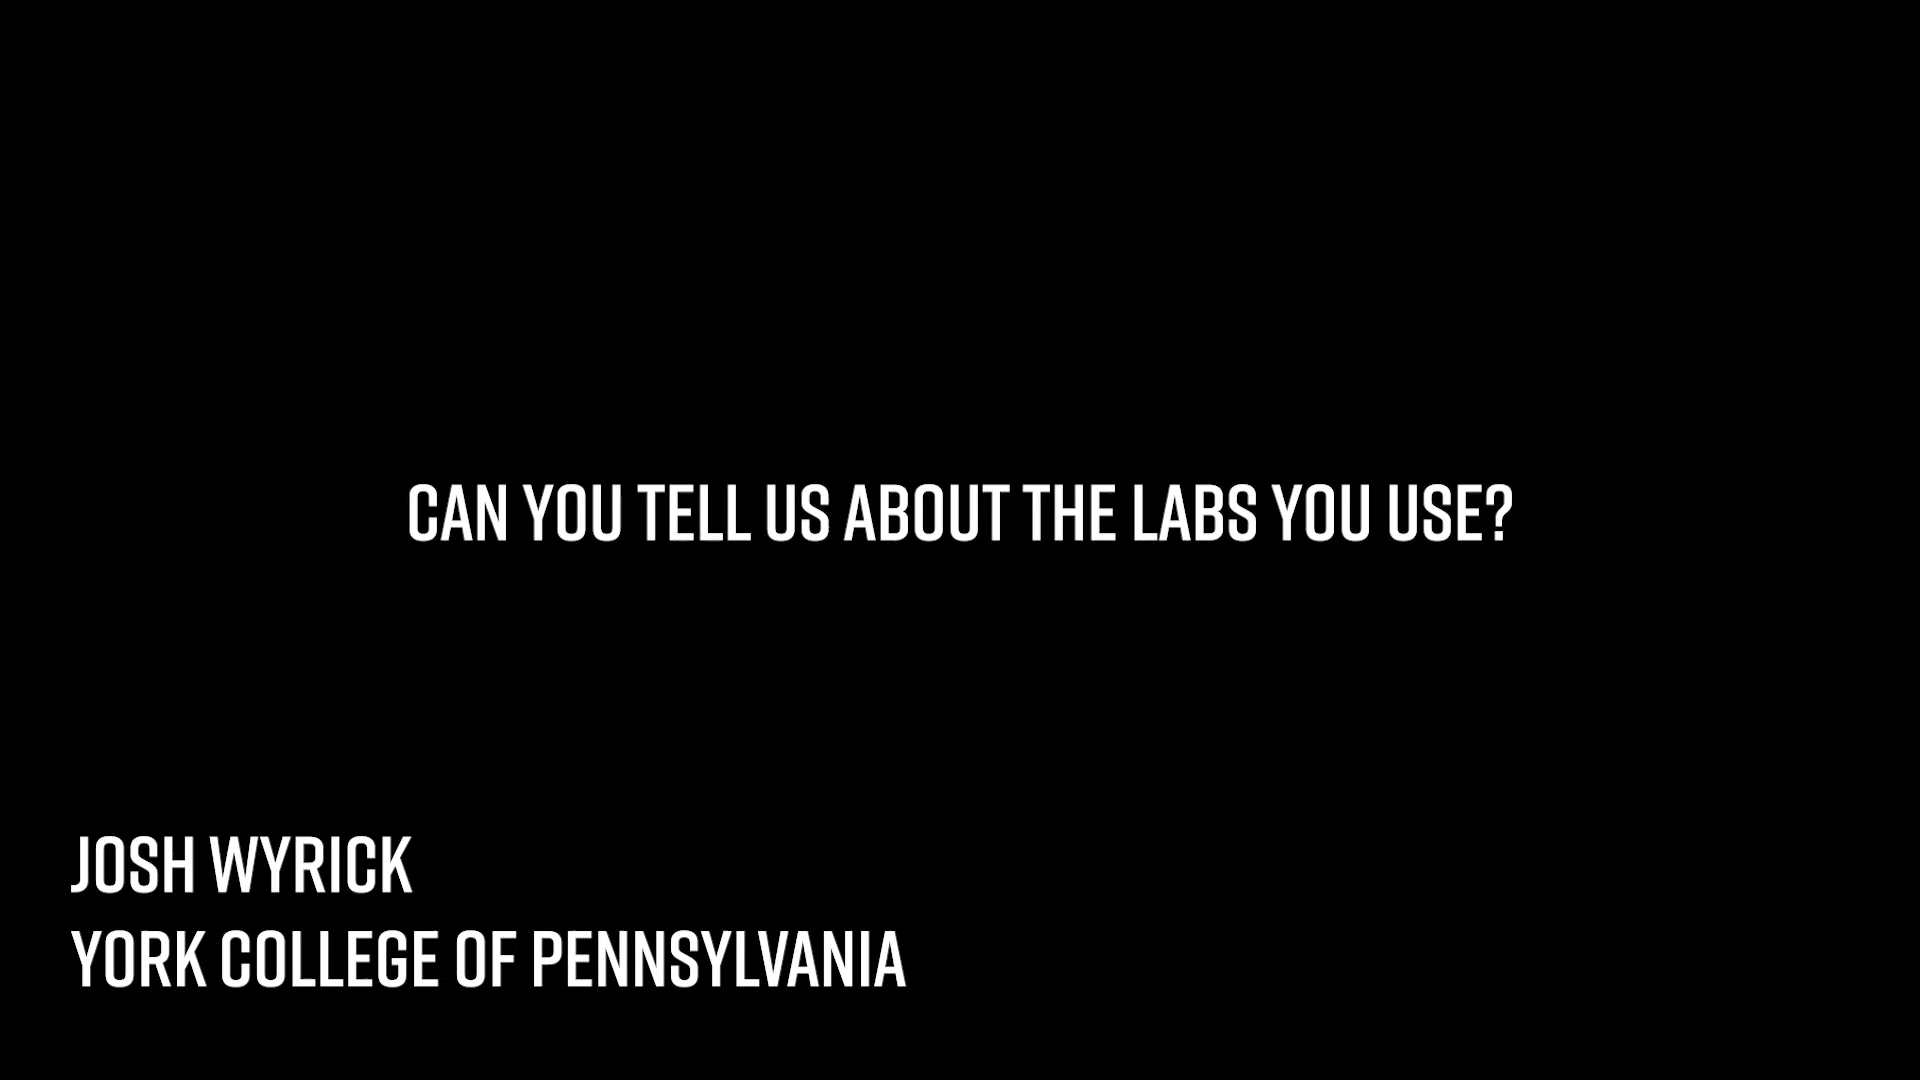 CAN YOU TELL US ABOUT THE LABS YOU USE?
JOSH WYRICK
YORK COLLEGE OF PENNSYLVANIA